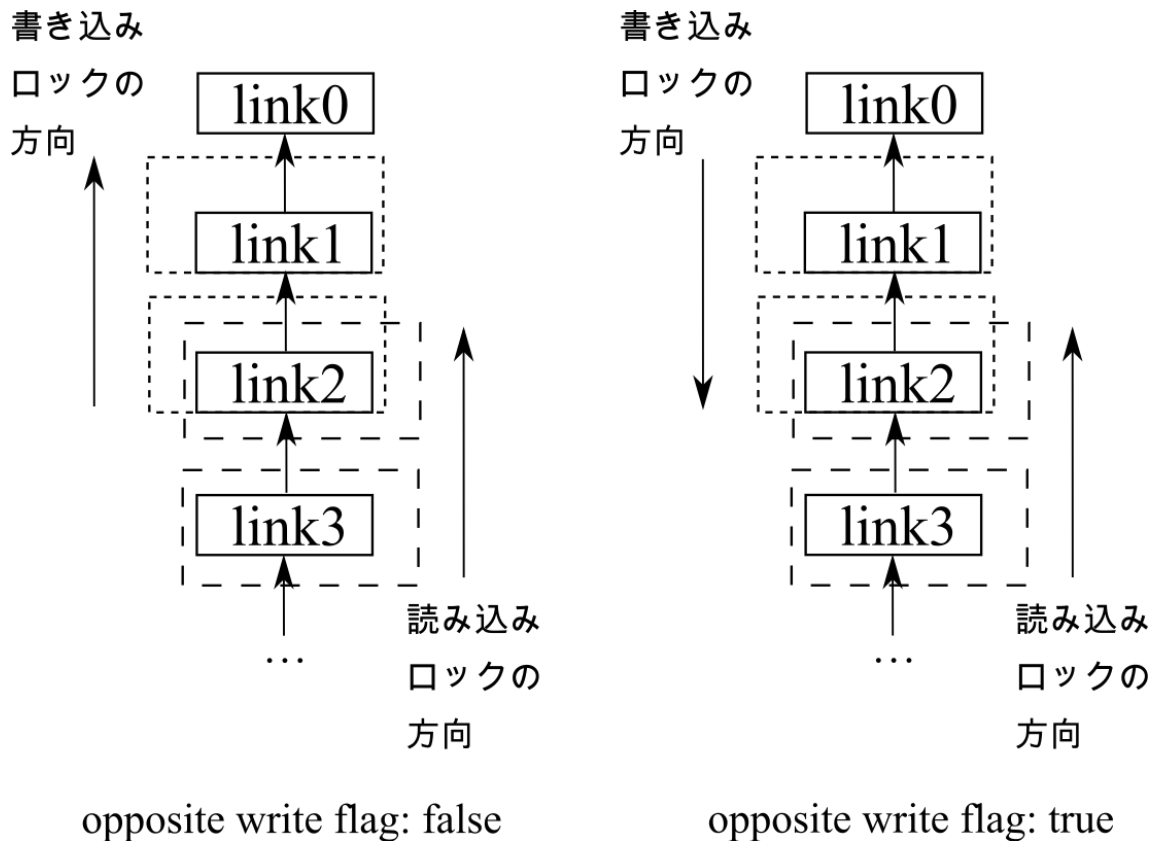 書き込み
ロックの
方向
link0
link1
link2
link3
…
読み込み
ロックの
方向
opposite write flag: false
書き込み
ロックの
方向
link0
link1
link2
link3
…
読み込み
ロックの
方向
opposite write flag: true